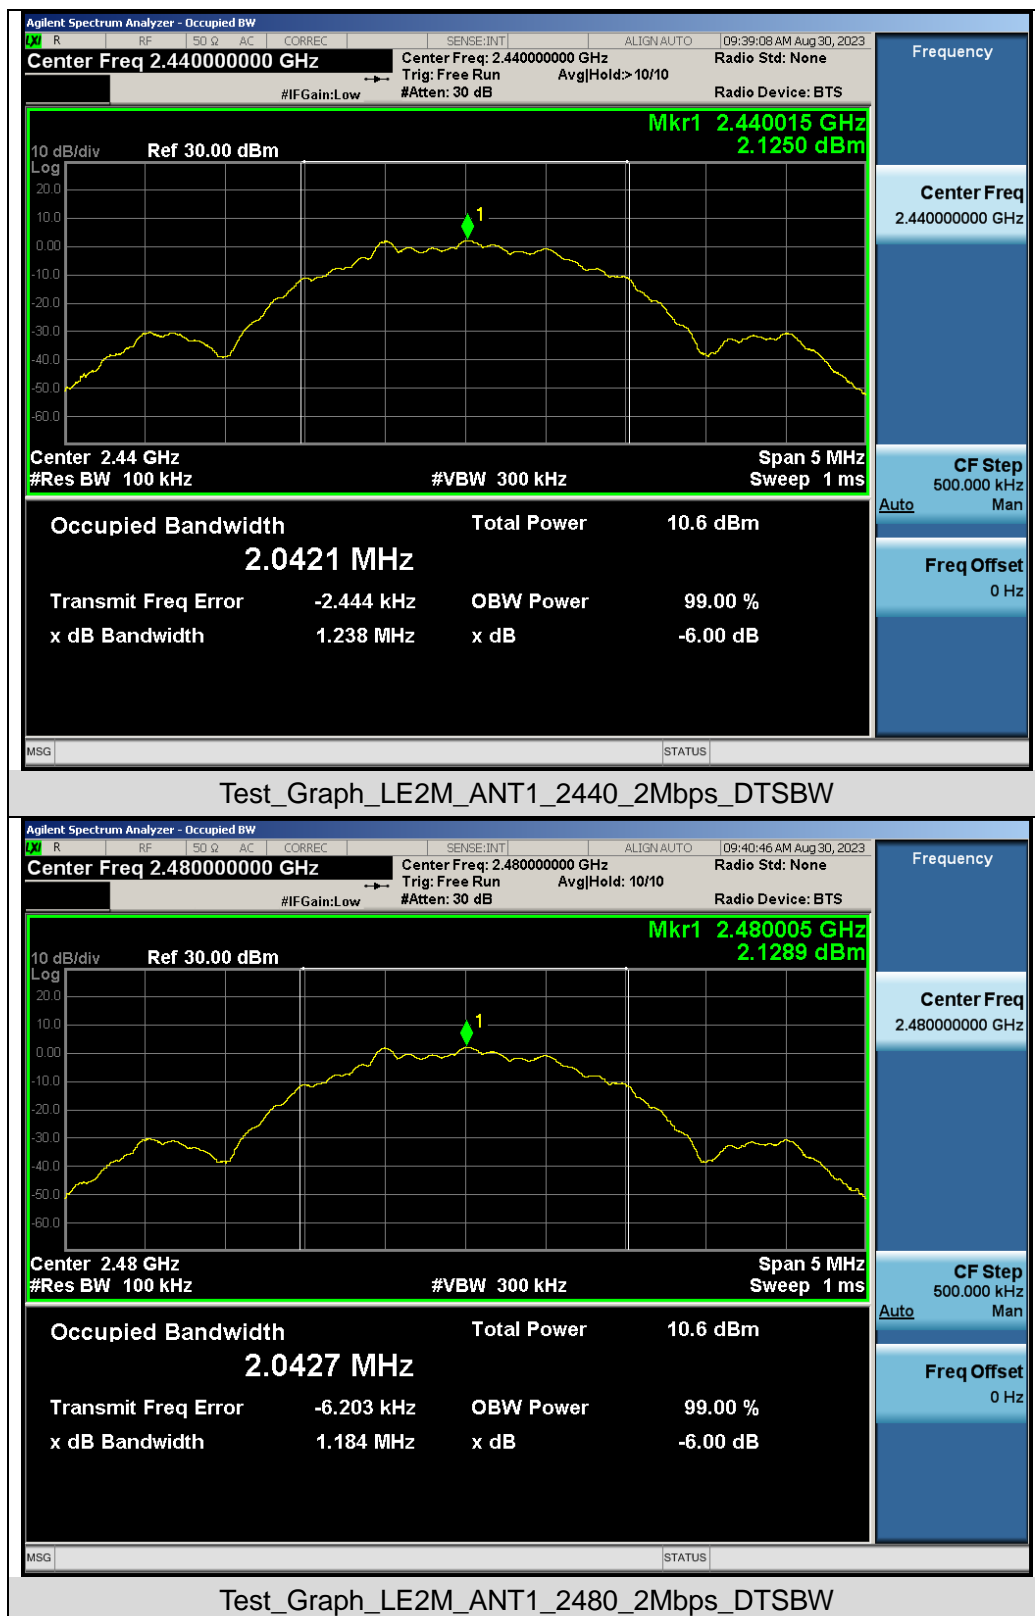 Agilent Spectrum Analyzer - Occupied BW
LXI R RF 50 Ω AC CORREC SENSE:INT ALIGN AUTO 09:39:08 AM Aug 30, 2023
Center Freq 2.440000000 GHz
Center Freq: 2.440000000 GHz
Radio Std: None
Trig: Free Run Avg|Hold:> 10/10
#IFGain:Low #Atten: 30 dB Radio Device: BTS
Frequency
Mkr1 2.440015 GHz
2.1250 dBm
10 dB/div Ref 30.00 dBm
Log
20.0
10.0
0.00
-10.0
-20.0
-30.0
-40.0
-50.0
-60.0
1
Center Freq
2.440000000 GHz
Center 2.44 GHz Span 5 MHz
#Res BW 100 kHz #VBW 300 kHz Sweep 1 ms
CF Step
500.000 kHz
Auto Man
Occupied Bandwidth Total Power 10.6 dBm
2.0421 MHz
Transmit Freq Error -2.444 kHz OBW Power 99.00 %
x dB Bandwidth 1.238 MHz x dB -6.00 dB
Freq Offset
0 Hz
MSG STATUS
Test_Graph_LE2M_ANT1_2440_2Mbps_DTSBW
Agilent Spectrum Analyzer - Occupied BW
LXI R RF 50 Ω AC CORREC SENSE:INT ALIGN AUTO 09:40:46 AM Aug 30, 2023
Center Freq 2.480000000 GHz
Center Freq: 2.480000000 GHz
Radio Std: None
Trig: Free Run Avg|Hold: 10/10
#IFGain:Low #Atten: 30 dB Radio Device: BTS
Frequency
Mkr1 2.480005 GHz
2.1289 dBm
10 dB/div Ref 30.00 dBm
Log
20.0
10.0
0.00
-10.0
-20.0
-30.0
-40.0
-50.0
-60.0
1
Center Freq
2.480000000 GHz
Center 2.48 GHz Span 5 MHz
#Res BW 100 kHz #VBW 300 kHz Sweep 1 ms
CF Step
500.000 kHz
Auto Man
Occupied Bandwidth Total Power 10.6 dBm
2.0427 MHz
Transmit Freq Error -6.203 kHz OBW Power 99.00 %
x dB Bandwidth 1.184 MHz x dB -6.00 dB
Freq Offset
0 Hz
MSG STATUS
Test_Graph_LE2M_ANT1_2480_2Mbps_DTSBW